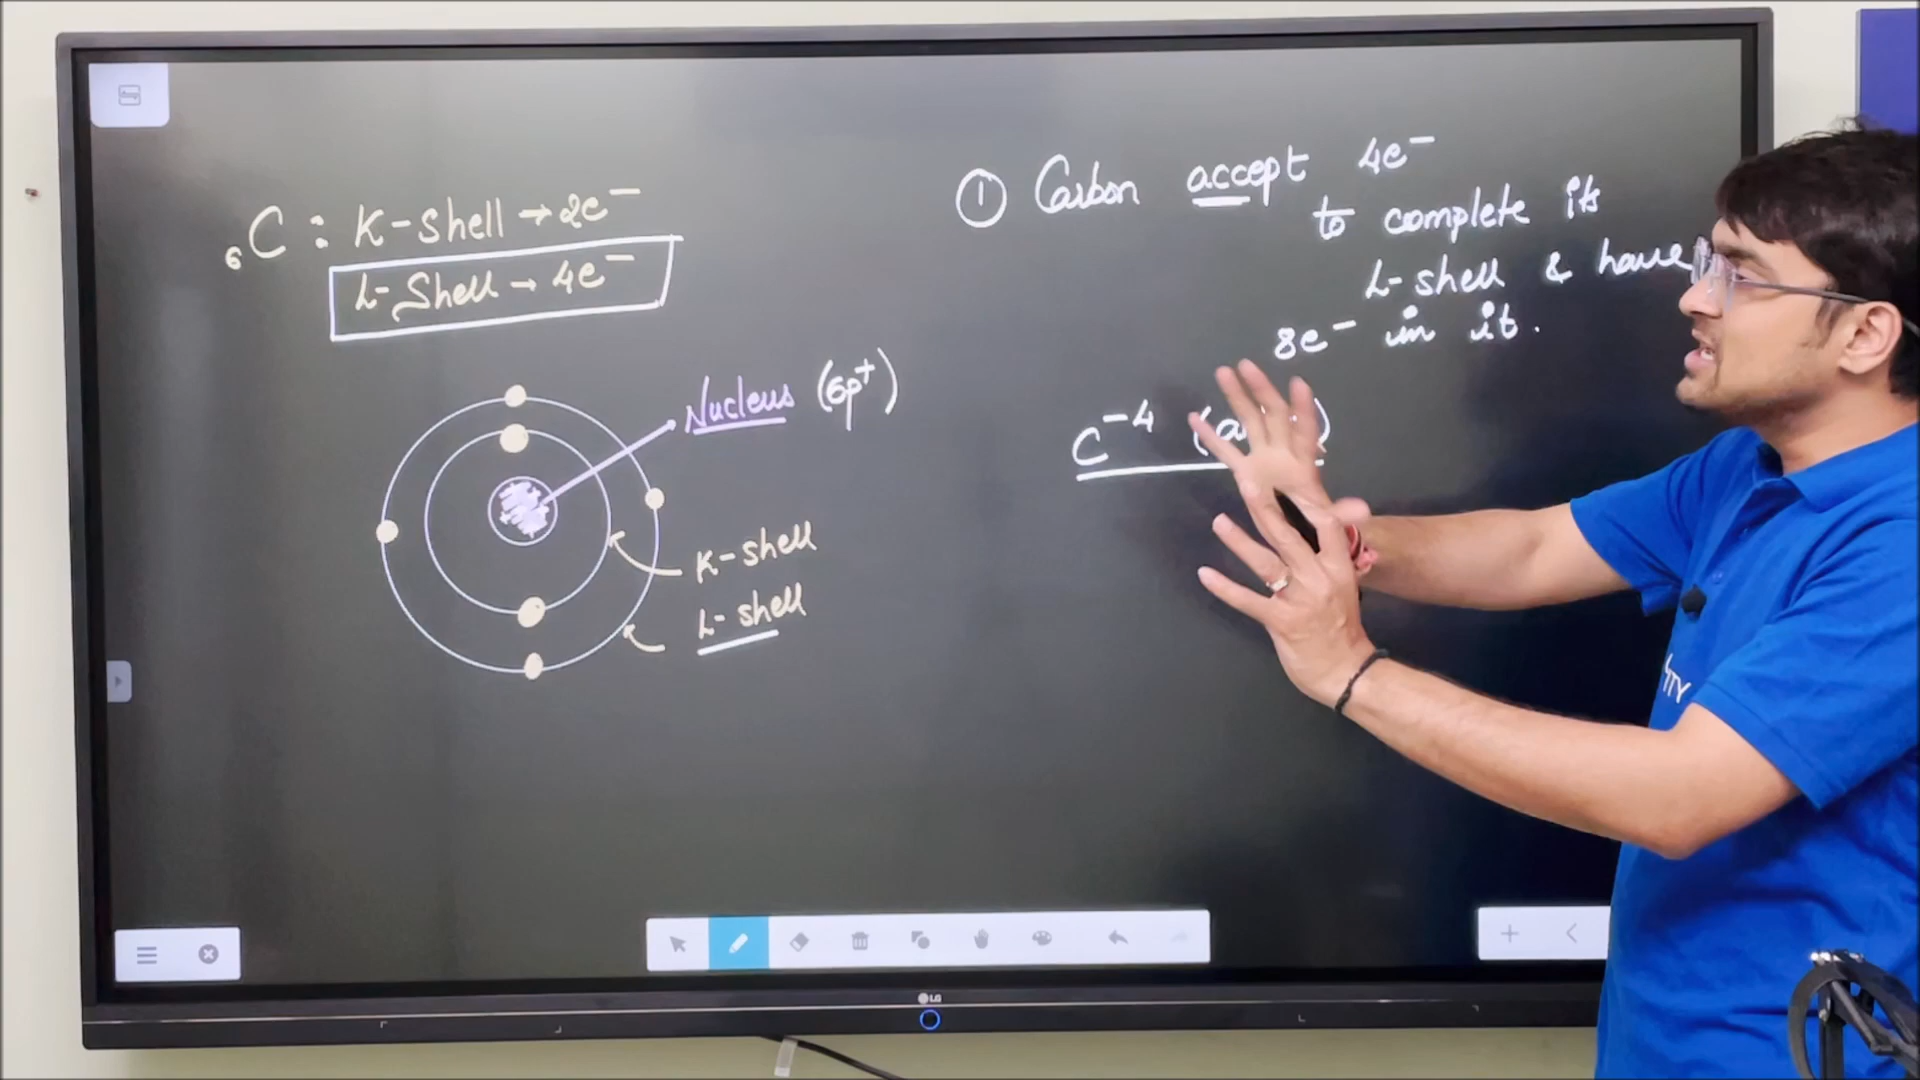 ₆C : K-Shell → 2e⁻
L-Shell → 4e⁻
Nucleus (6p⁺)
K-shell
L-shell
① Carbon accept 4e⁻
to complete its
L-shell & have
8e⁻ in it.
C⁻⁴
LG